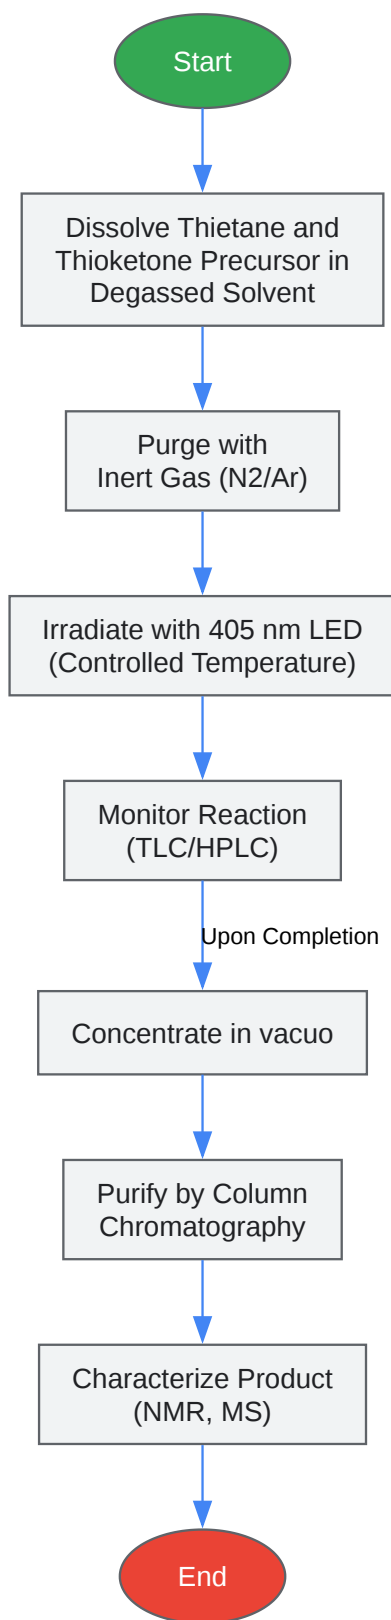 Start
Dissolve Thietane and
Thioketone Precursor in
Degassed Solvent
Purge with
Inert Gas (N2/Ar)
Irradiate with 405 nm LED
(Controlled Temperature)
Monitor Reaction
(TLC/HPLC)
Upon Completion
Concentrate in vacuo
Purify by Column
Chromatography
Characterize Product
(NMR, MS)
End